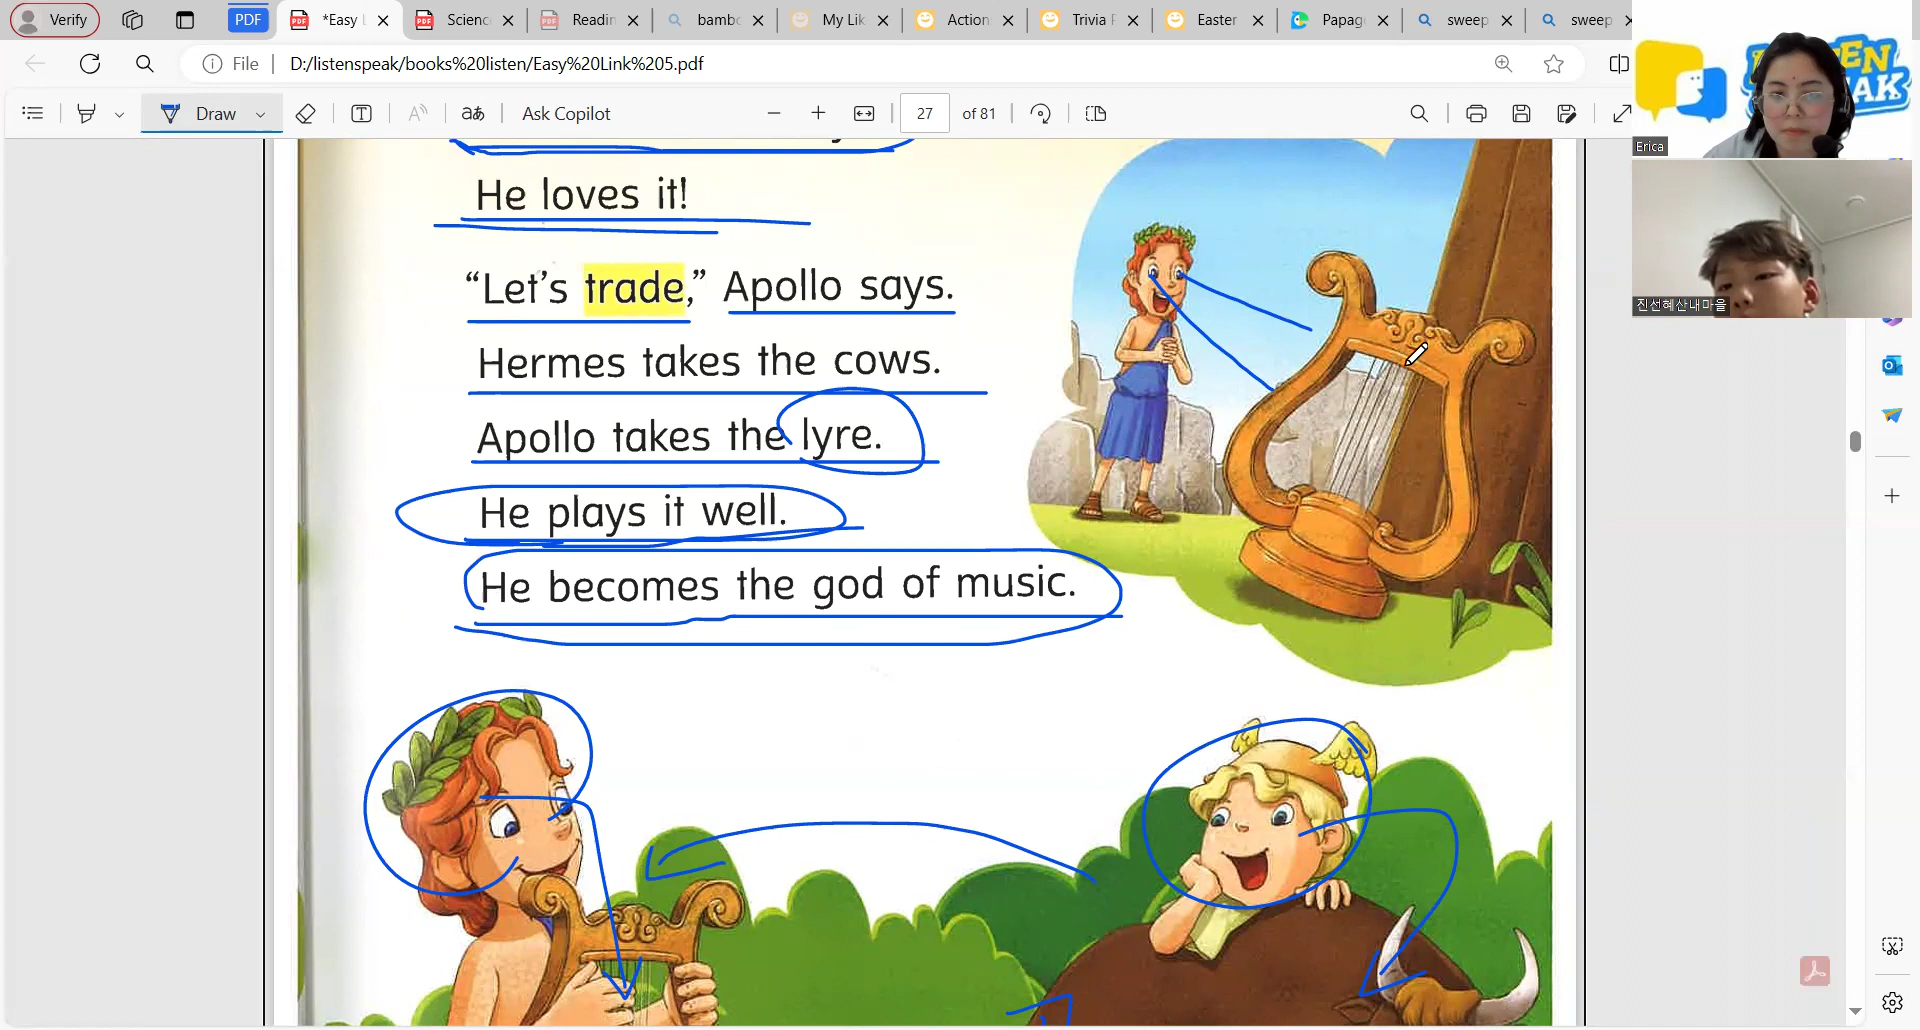 Verify
PDF
*Easy L
Science
Readin
bambo
My Lik
Action
Trivia F
Easter
Papag
sweep
sweep
File
D:/listenspeak/books%20listen/Easy%20Link%205.pdf
Draw
Ask Copilot
27
of 81
Erica
진선혜산내마을
He loves it!
“Let’s trade,” Apollo says.
Hermes takes the cows.
Apollo takes the lyre.
He plays it well.
He becomes the god of music.